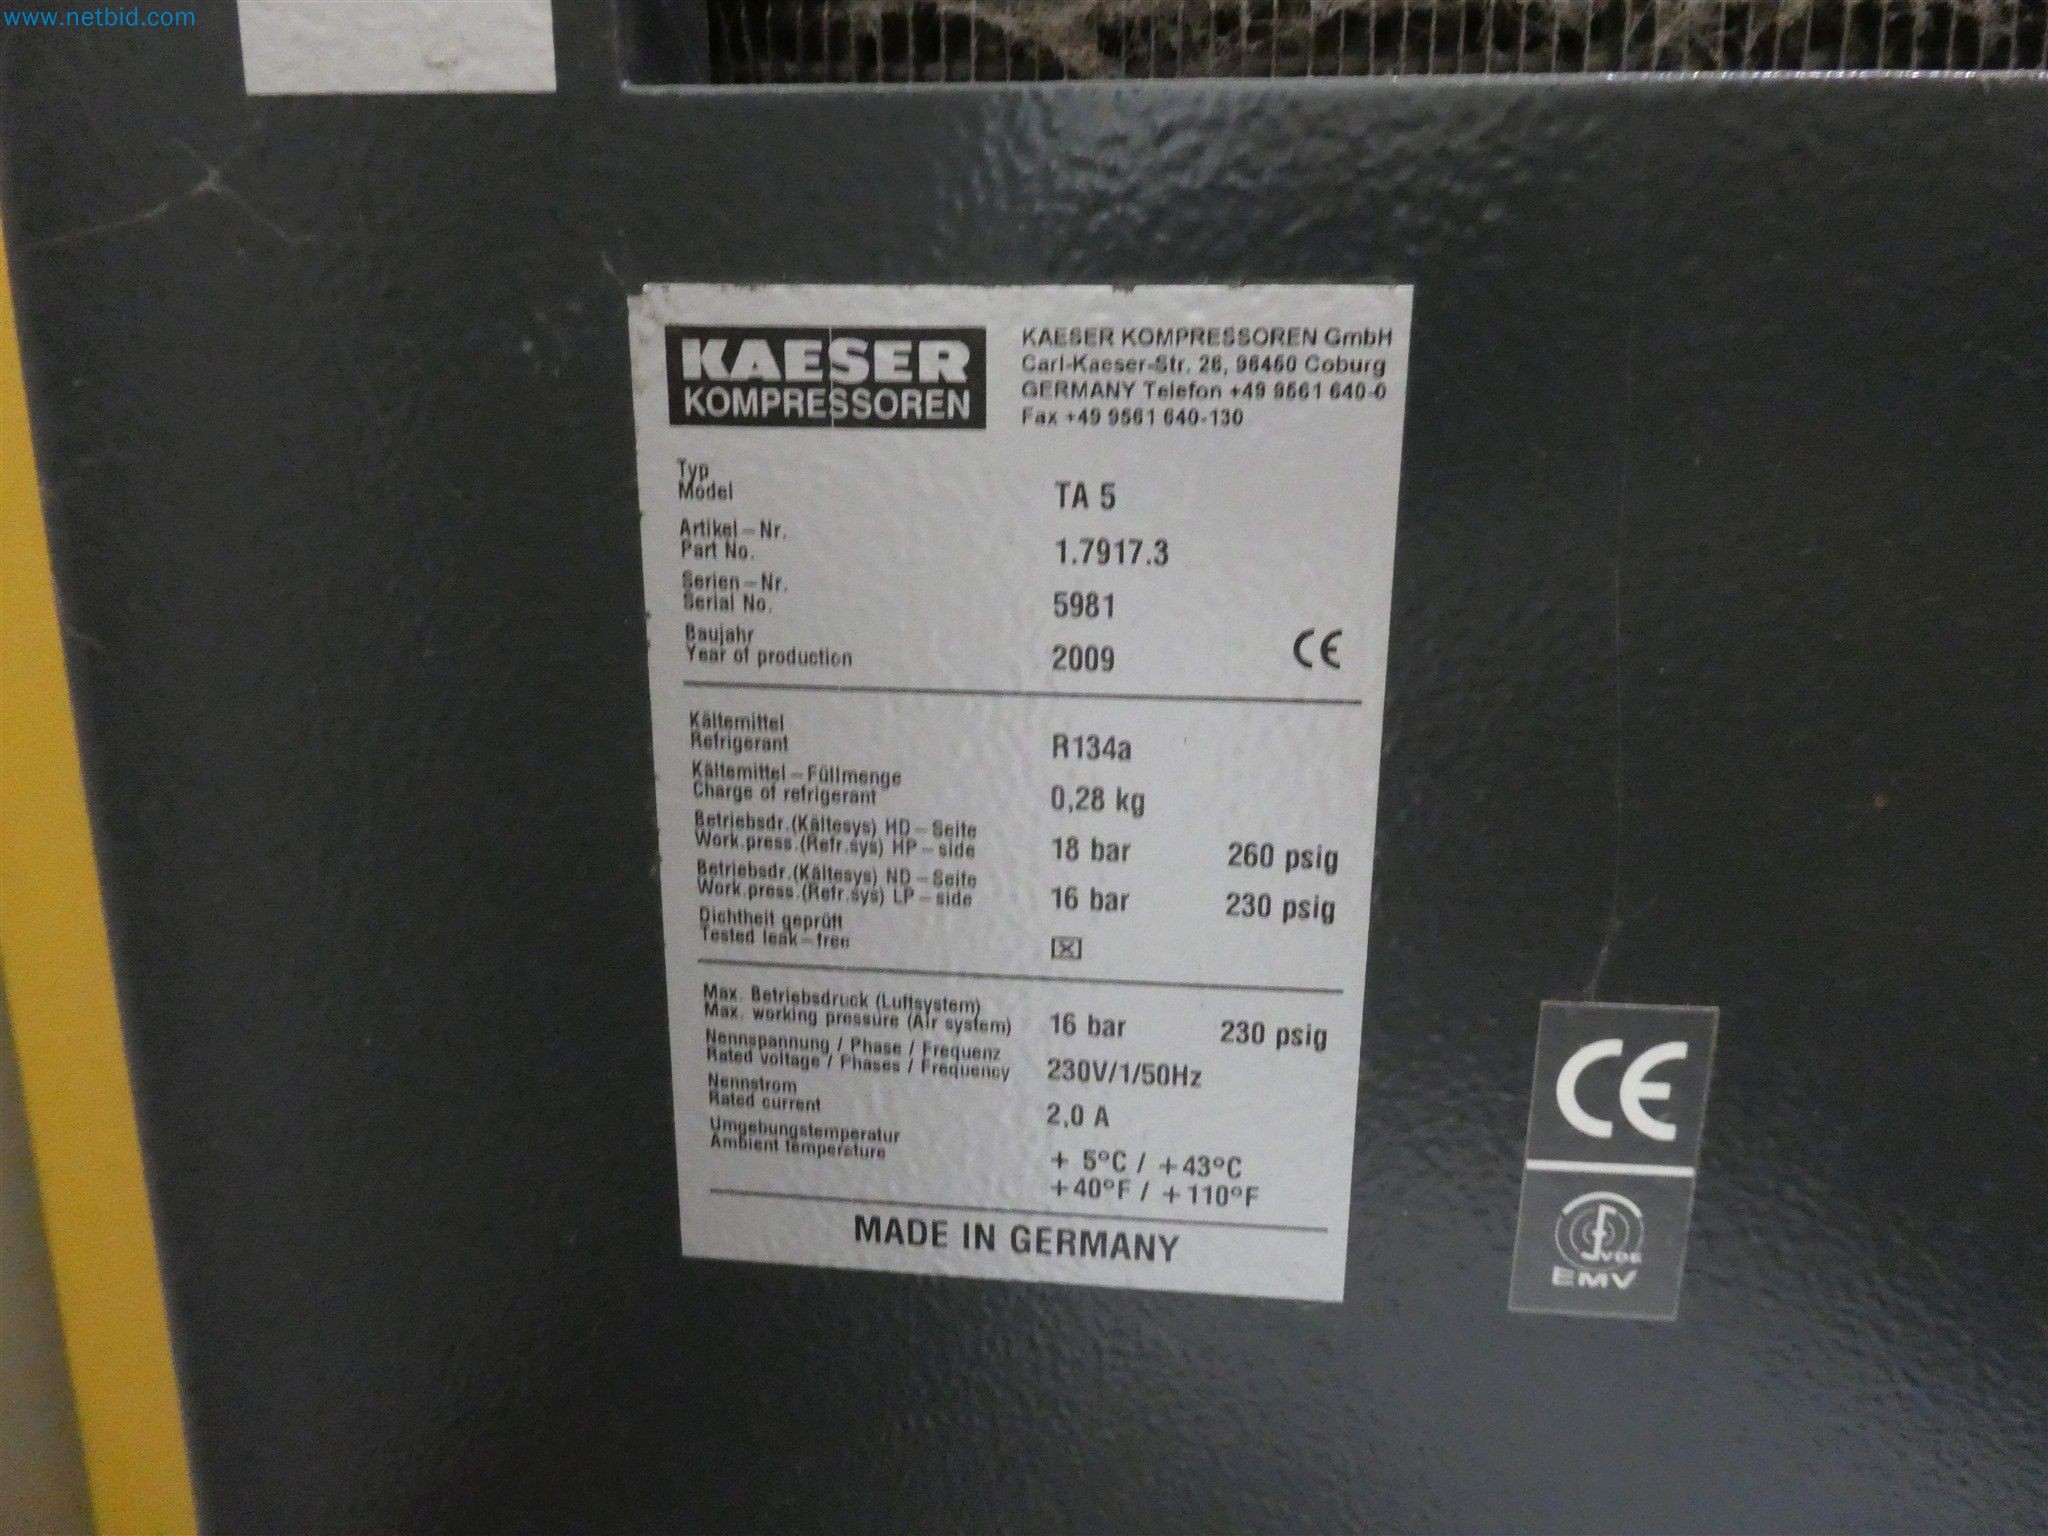 www.netbid.com
KAESER
KOMPRESSOREN
KAESER KOMPRESSOREN GmbH
Carl-Kaeser-Str. 26, 96450 Coburg
GERMANY Telefon +49 9561 640-0
Fax +49 9561 640-130
Typ
Model TA 5
Artikel-Nr.
Part No. 1.7917.3
Serien-Nr.
Serial No. 5981
Baujahr
Year of production 2009 CE
Kältemittel
Refrigerant R134a
Kältemittel-Füllmenge
Charge of refrigerant 0,28 kg
Betriebsdr.(Kältesys) HD-Seite
Work.press.(Refr.sys) HP-side 18 bar 260 psig
Betriebsdr.(Kältesys) ND-Seite
Work.press.(Refr.sys) LP-side 16 bar 230 psig
Dichtheit geprüft
Tested leak-free ☒
Max. Betriebsdruck (Luftsystem)
Max. working pressure (Air system) 16 bar 230 psig
Nennspannung / Phase / Frequenz
Rated voltage / Phases / Frequency 230V/1/50Hz
Nennstrom
Rated current 2,0 A
Umgebungstemperatur
Ambient temperature + 5°C / +43°C
+40°F / +110°F
MADE IN GERMANY
CE
VDE
EMV